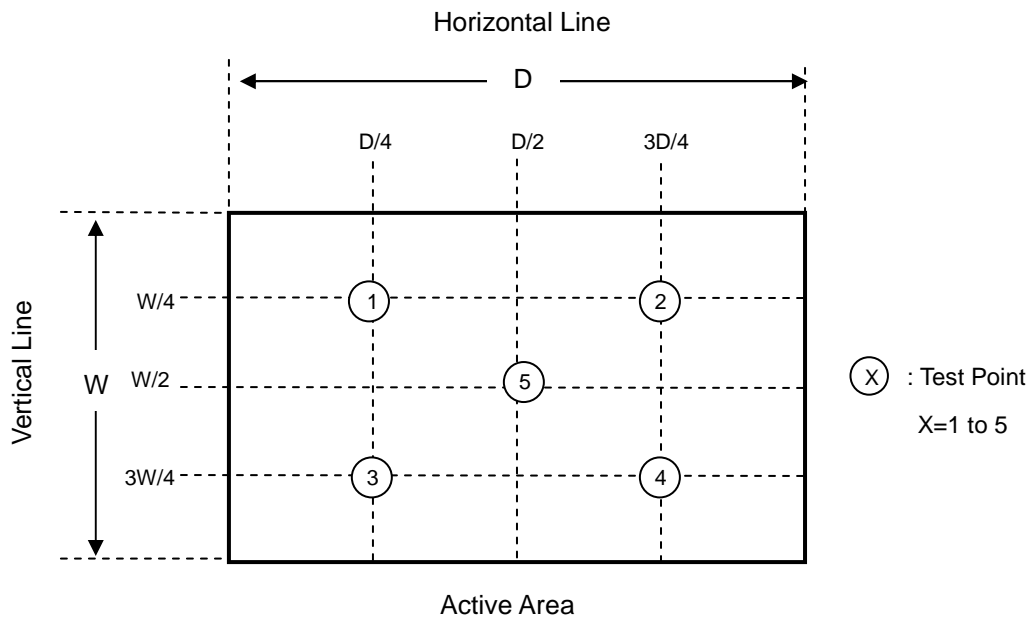 Horizontal Line
D
D/4
D/2
3D/4
W/4
1
2
Vertical Line
W
W/2
5
X : Test Point
X=1 to 5
3W/4
3
4
Active Area